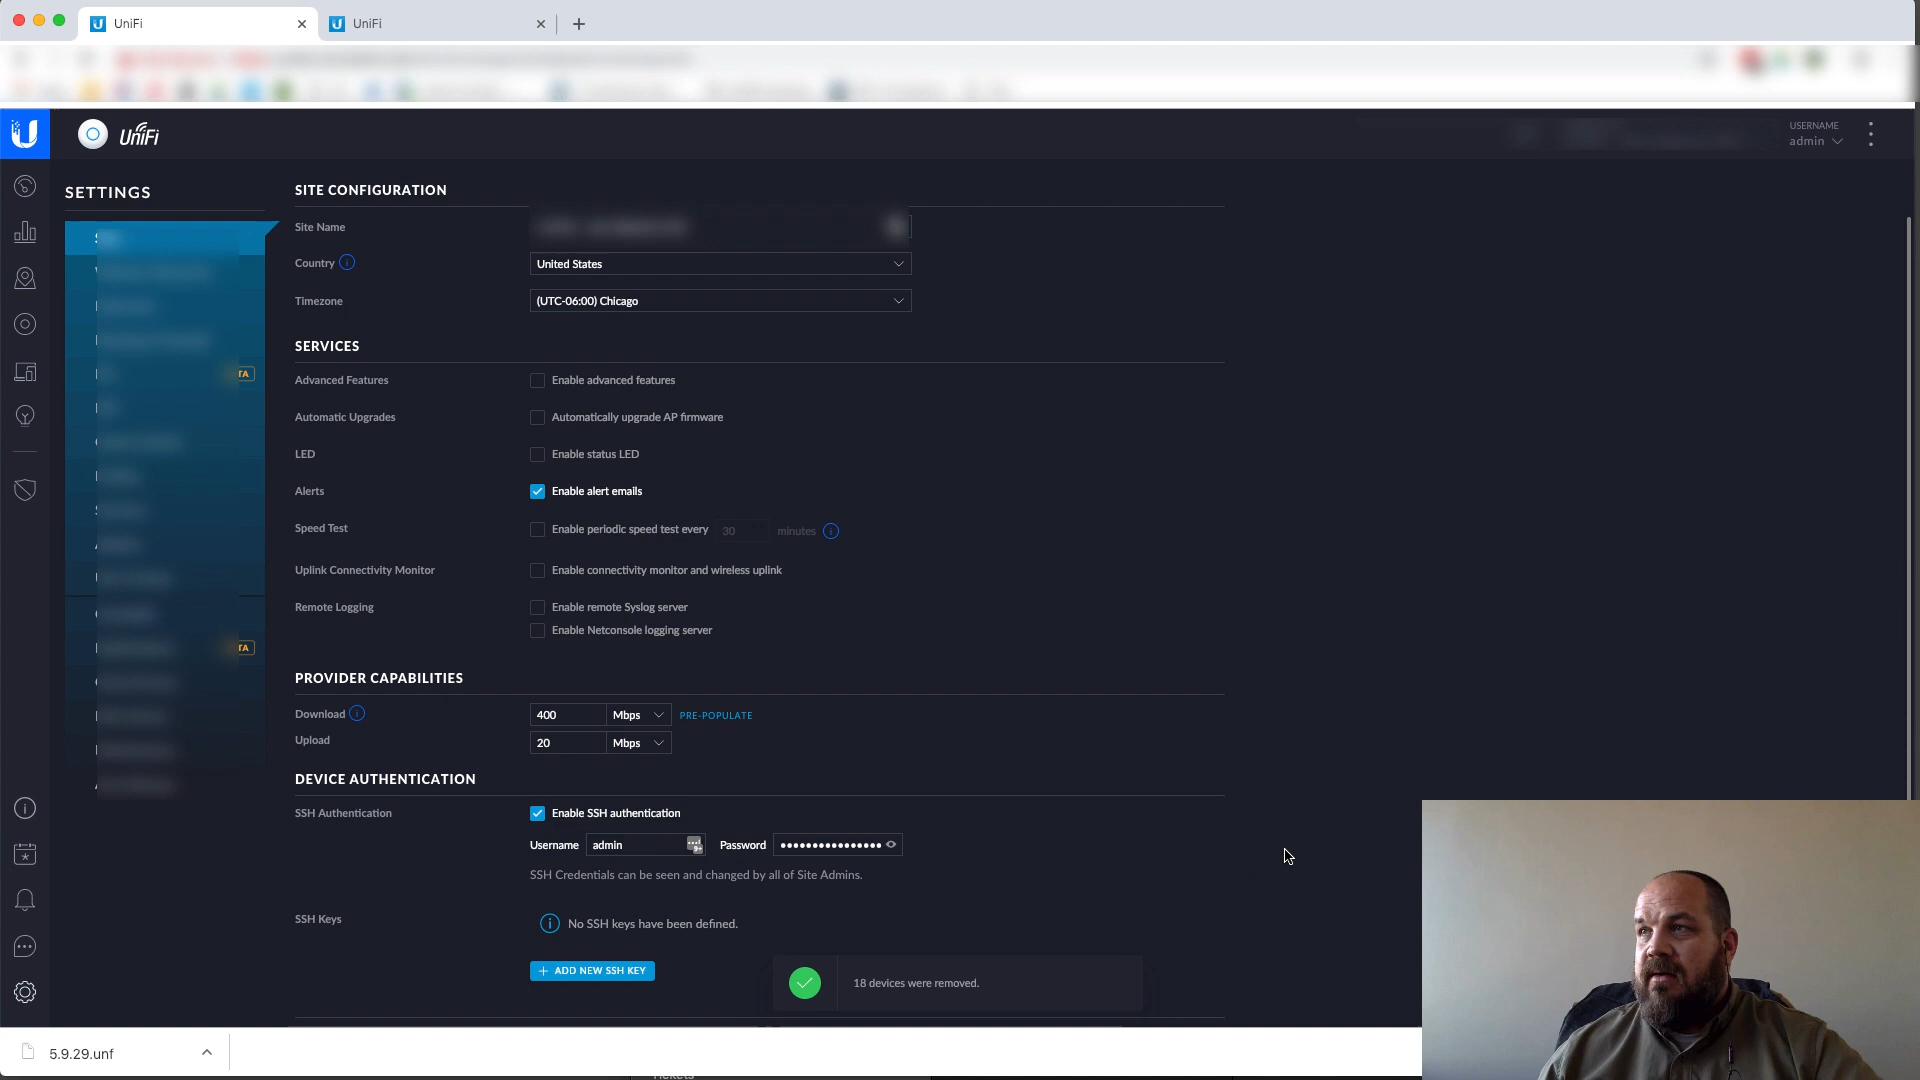 UniFi
UniFi
UniFi
USERNAME
admin
SETTINGS
TA
TA
SITE CONFIGURATION
Site Name
Country
United States
Timezone
(UTC-06:00) Chicago
SERVICES
Advanced Features
Enable advanced features
Automatic Upgrades
Automatically upgrade AP firmware
LED
Enable status LED
Alerts
Enable alert emails
Speed Test
Enable periodic speed test every 30 minutes
Uplink Connectivity Monitor
Enable connectivity monitor and wireless uplink
Remote Logging
Enable remote Syslog server
Enable Netconsole logging server
PROVIDER CAPABILITIES
Download
400 Mbps PRE-POPULATE
Upload
20 Mbps
DEVICE AUTHENTICATION
SSH Authentication
Enable SSH authentication
Username admin Password ••••••••••••••••
SSH Credentials can be seen and changed by all of Site Admins.
SSH Keys
No SSH keys have been defined.
+ ADD NEW SSH KEY
18 devices were removed.
5.9.29.unf